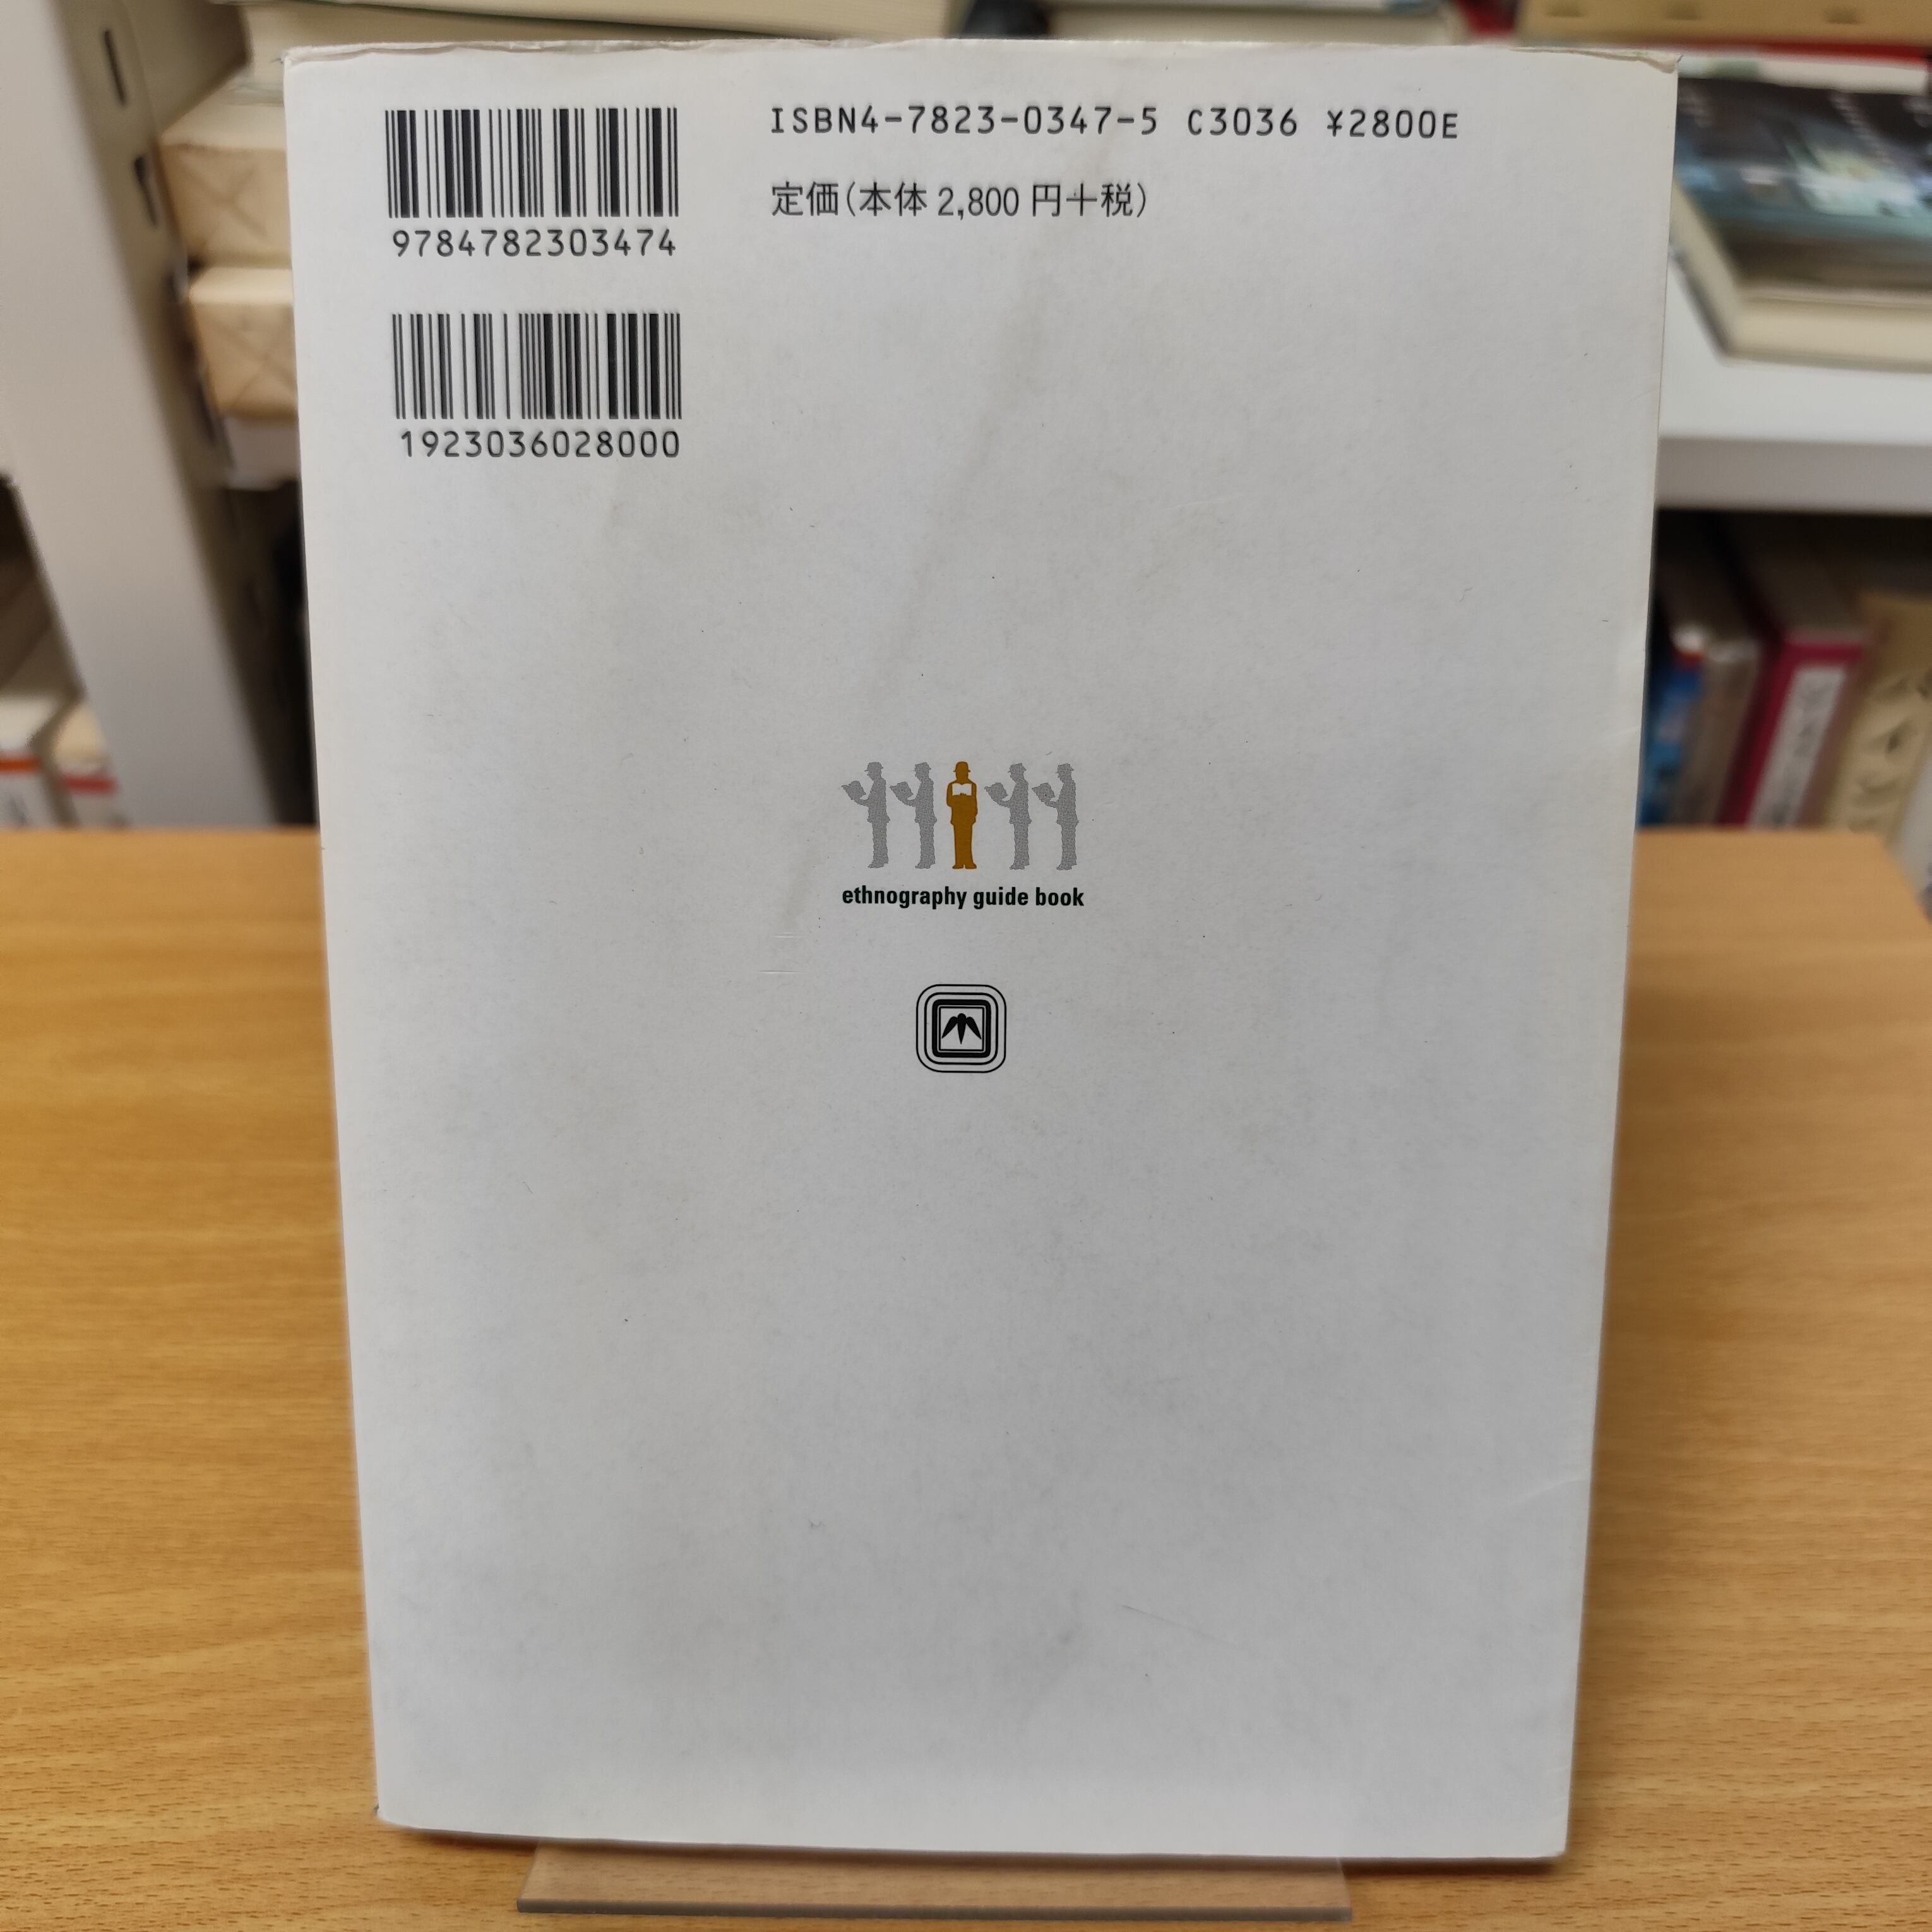 ISBN4-7823-0347-5 C3036 ¥2800E
定価(本体2,800円+税)
9784782303474
1923036028000
ethnography guide book